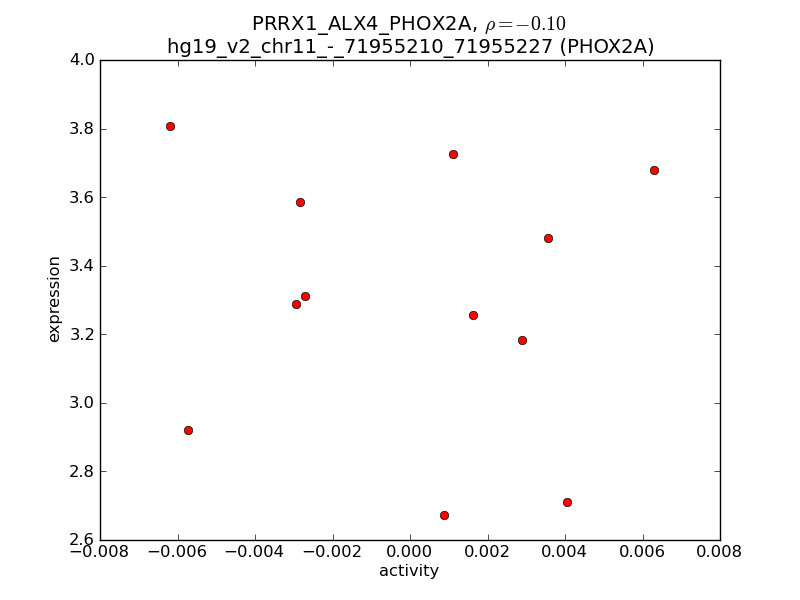 PRRX1_ALX4_PHOX2A, ρ=−0.10
hg19_v2_chr11_-_71955210_71955227 (PHOX2A)
4.0
3.8
3.6
3.4
3.2
3.0
2.8
2.6
expression
−0.008 −0.006 −0.004 −0.002 0.000 0.002 0.004 0.006 0.008
activity